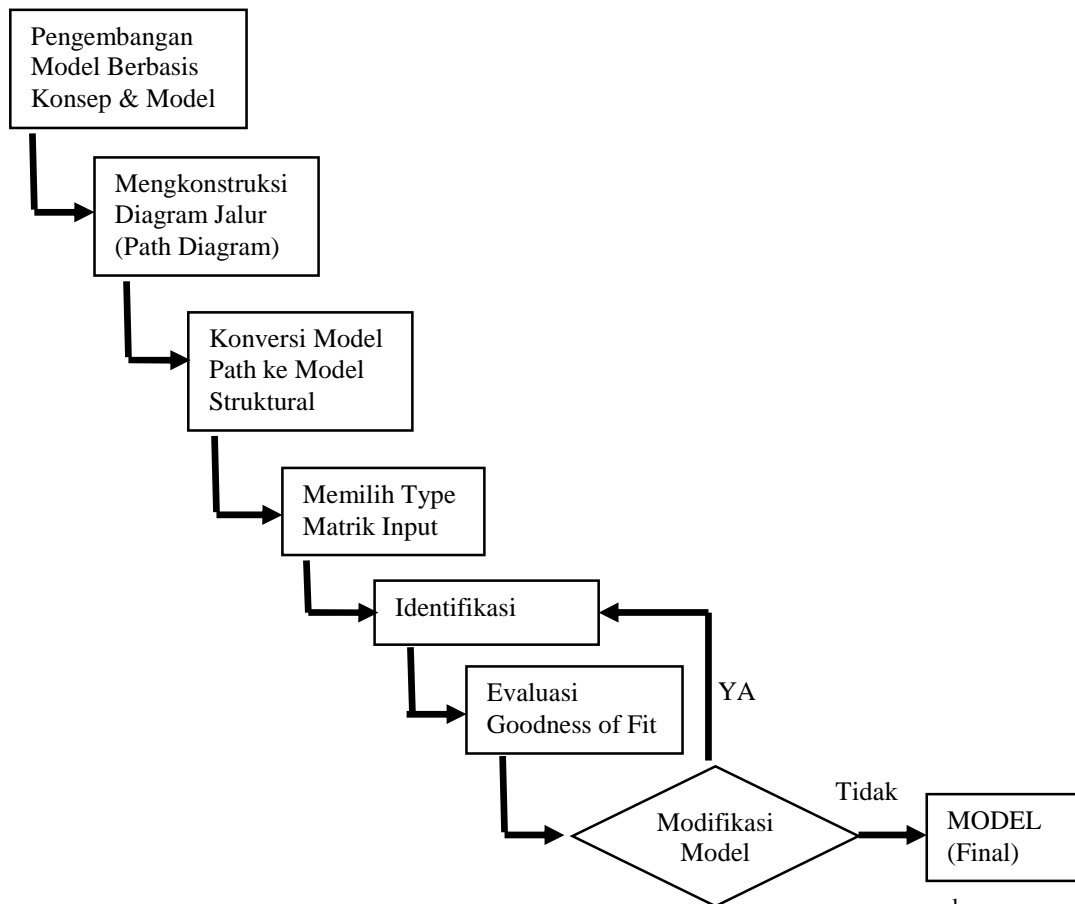 Pengembangan
Model Berbasis
Konsep & Model
Mengkonstruksi
Diagram Jalur
(Path Diagram)
Konversi Model
Path ke Model
Struktural
Memilih Type
Matrik Input
Identifikasi
Evaluasi
Goodness of Fit
YA
Modifikasi
Model
Tidak
MODEL
(Final)